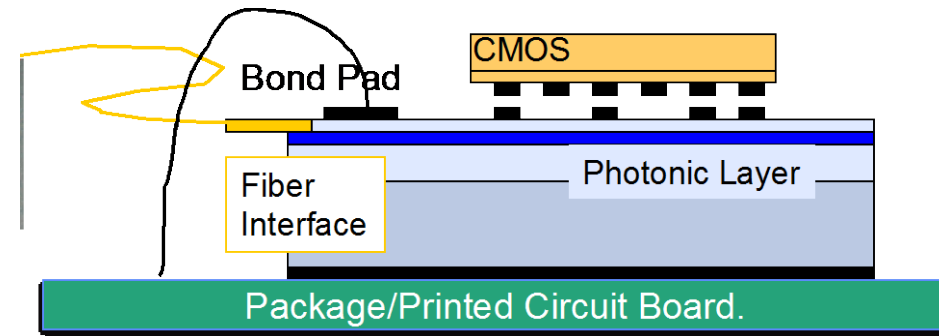 CMOS
Bond Pad
Photonic Layer
Fiber
Interface
Package/Printed Circuit Board.